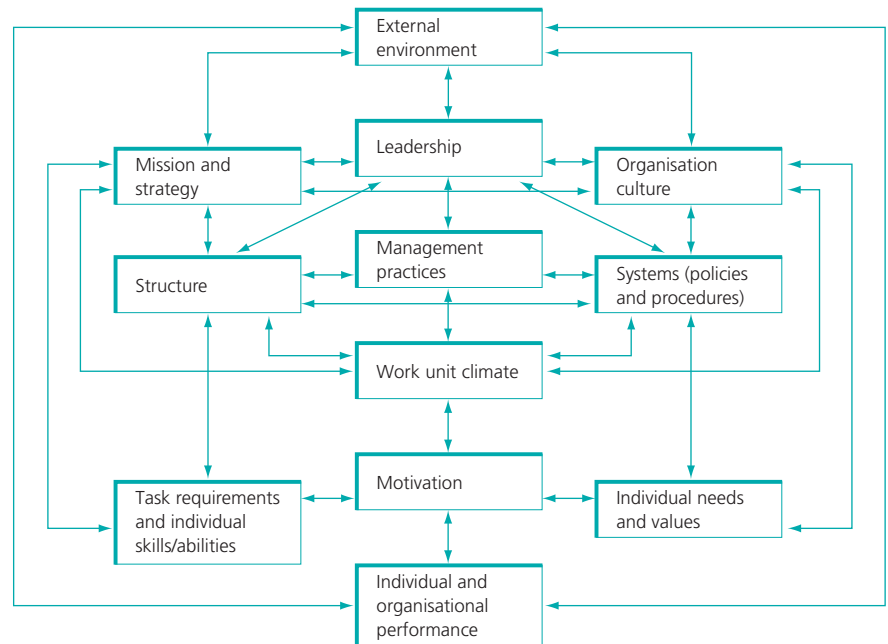 External
environment
Leadership
Mission and
strategy
Organisation
culture
Management
practices
Structure
Systems (policies
and procedures)
Work unit climate
Motivation
Task requirements
and individual
skills/abilities
Individual needs
and values
Individual and
organisational
performance